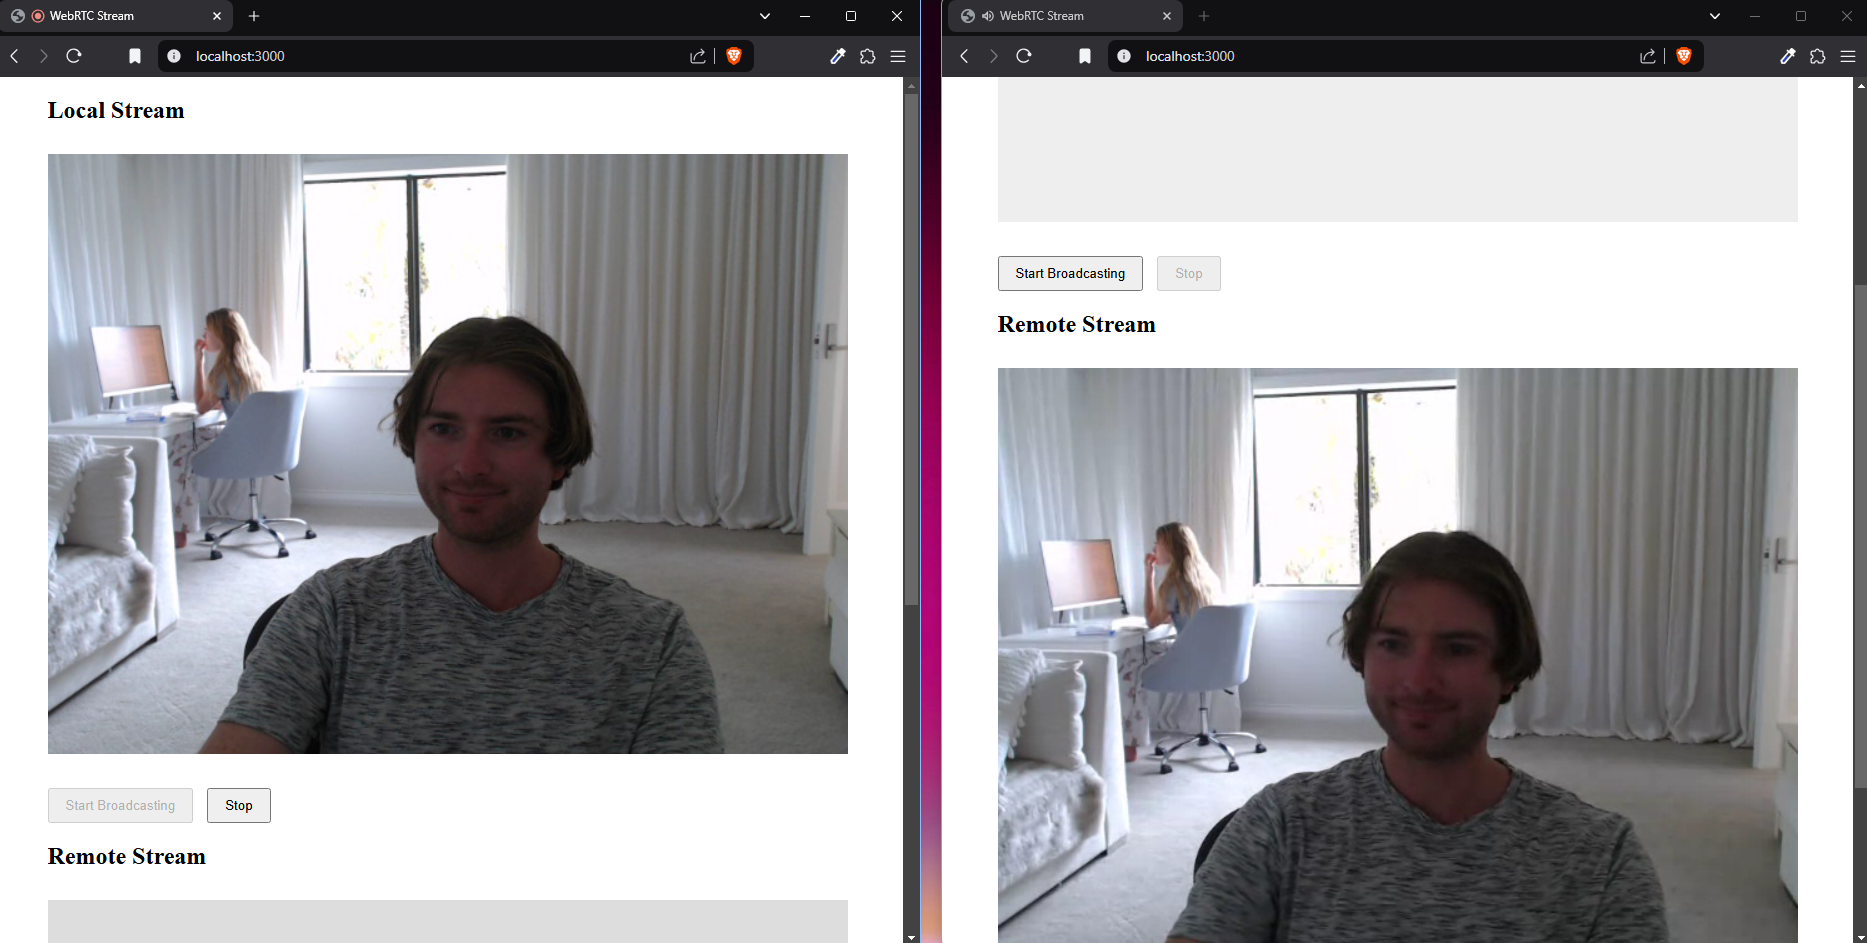 WebRTC Stream
localhost:3000
Local Stream
Start Broadcasting
Stop
Remote Stream
WebRTC Stream
localhost:3000
Start Broadcasting
Stop
Remote Stream